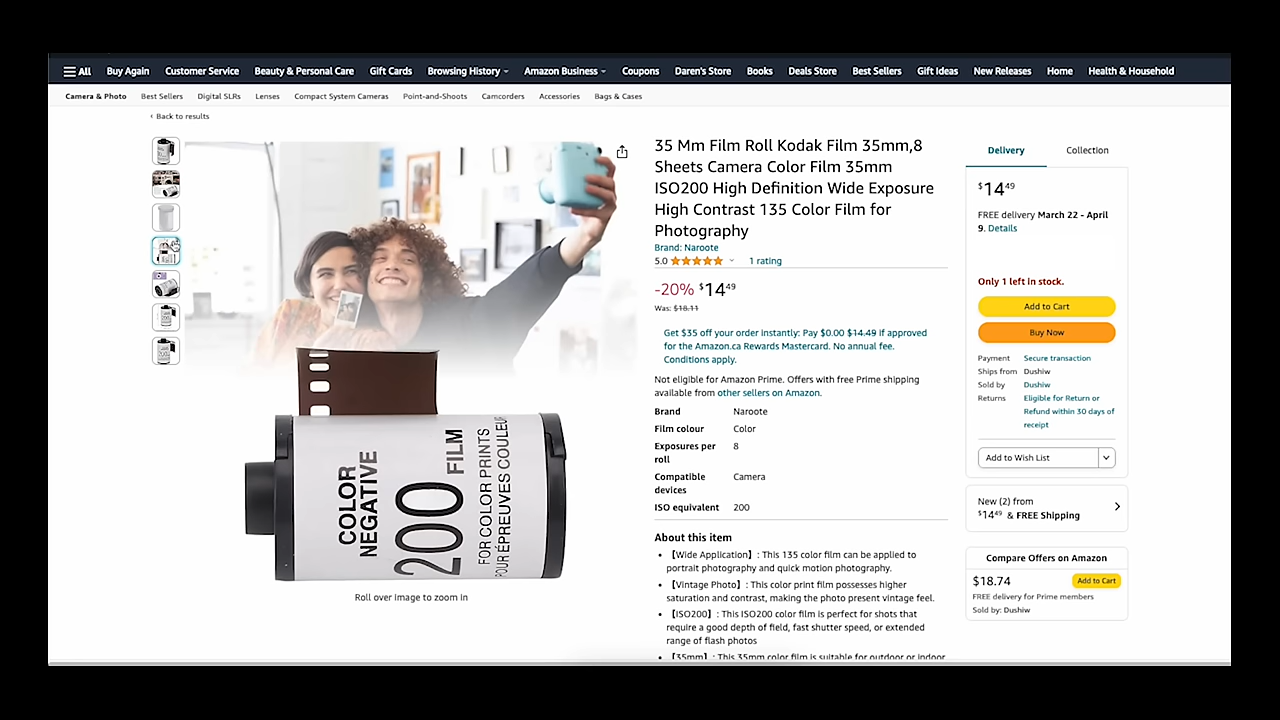 All Buy Again Customer Service Beauty & Personal Care Gift Cards Browsing History Amazon Business Coupons Daren's Store Books Deals Store Best Sellers Gift Ideas New Releases Home Health & Household
Camera & Photo Best Sellers Digital SLRs Lenses Compact System Cameras Point-and-Shoots Camcorders Accessories Bags & Cases
‹ Back to results
COLOR
NEGATIVE
200 FILM
FOR COLOR PRINTS
POUR ÉPREUVES COULEUR
Roll over image to zoom in
35 Mm Film Roll Kodak Film 35mm,8
Sheets Camera Color Film 35mm
ISO200 High Definition Wide Exposure
High Contrast 135 Color Film for
Photography
Brand: Naroote
5.0 1 rating
-20% $14 49
Was: $18.11
Get $35 off your order instantly: Pay $0.00 $14.49 if approved
for the Amazon.ca Rewards Mastercard. No annual fee.
Conditions apply.
Not eligible for Amazon Prime. Offers with free Prime shipping
available from other sellers on Amazon.
Brand Naroote
Film colour Color
Exposures per 8
roll
Compatible Camera
devices
ISO equivalent 200
About this item
• 【Wide Application】: This 135 color film can be applied to
portrait photography and quick motion photography.
• 【Vintage Photo】: This color print film possesses higher
saturation and contrast, making the photo present vintage feel.
• 【ISO200】: This ISO200 color film is perfect for shots that
require a good depth of field, fast shutter speed, or extended
range of flash photos
• 【35mm】: This 35mm color film is suitable for outdoor or indoor
Delivery Collection
$14 49
FREE delivery March 22 - April
9. Details
Only 1 left in stock.
Add to Cart
Buy Now
Payment Secure transaction
Ships from Dushiw
Sold by Dushiw
Returns Eligible for Return or
Refund within 30 days of
receipt
Add to Wish List
New (2) from
$14 49 & FREE Shipping
Compare Offers on Amazon
$18.74 Add to Cart
FREE delivery for Prime members
Sold by: Dushiw